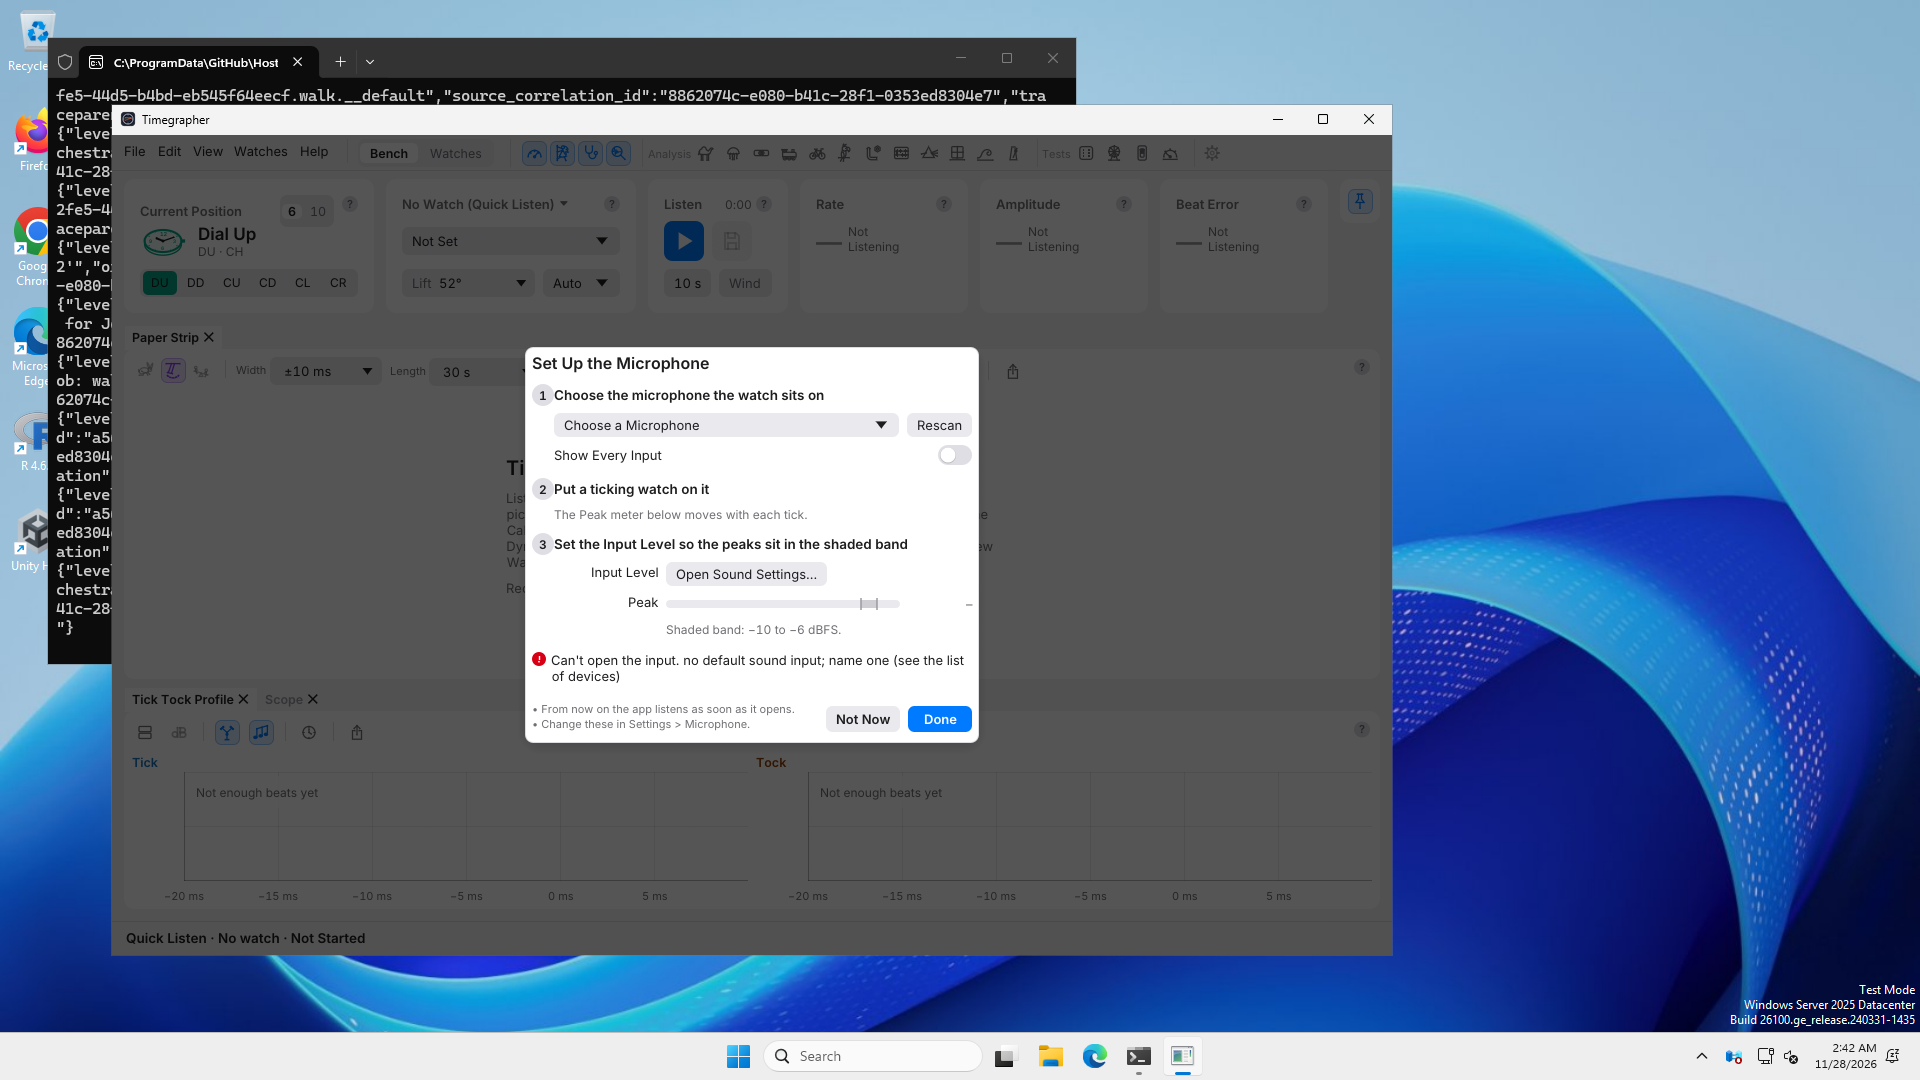 Recycle
C:\ProgramData\GitHub\Host
fe5-44d5-b4bd-eb545f64eecf.walk.__default","source_correlation_id":"8862074c-e080-b41c-28f1-0353ed8304e7","tra
Timegrapher
File Edit View Watches Help
Bench Watches
Analysis
Tests
Current Position
6 10
Dial Up
DU · CH
DU DD CU CD CL CR
No Watch (Quick Listen)
Not Set
Lift 52°
Auto
Listen 0:00
10 s
Wind
Rate
Not Listening
Amplitude
Not Listening
Beat Error
Not Listening
Paper Strip
Width ±10 ms
Length 30 s
Set Up the Microphone
1 Choose the microphone the watch sits on
Choose a Microphone
Rescan
Show Every Input
2 Put a ticking watch on it
The Peak meter below moves with each tick.
3 Set the Input Level so the peaks sit in the shaded band
Input Level Open Sound Settings...
Peak –
Shaded band: −10 to −6 dBFS.
Can't open the input. no default sound input; name one (see the list
of devices)
• From now on the app listens as soon as it opens.
• Change these in Settings > Microphone.
Not Now
Done
Tick Tock Profile
Scope
dB
Tick
Not enough beats yet
−20 ms −15 ms −10 ms −5 ms 0 ms 5 ms
Tock
Not enough beats yet
−20 ms −15 ms −10 ms −5 ms 0 ms 5 ms
Quick Listen · No watch · Not Started
Test Mode
Windows Server 2025 Datacenter
Build 26100.ge_release.240331-1435
Search
2:42 AM
11/28/2026